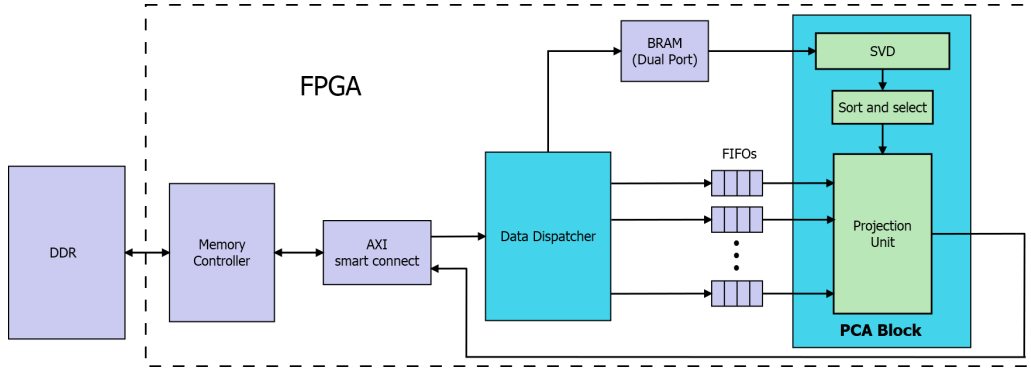 FPGA
BRAM
(Dual Port)
SVD
Sort and select
FIFOs
DDR
Memory
Controller
AXI
smart connect
Data Dispatcher
Projection
Unit
PCA Block